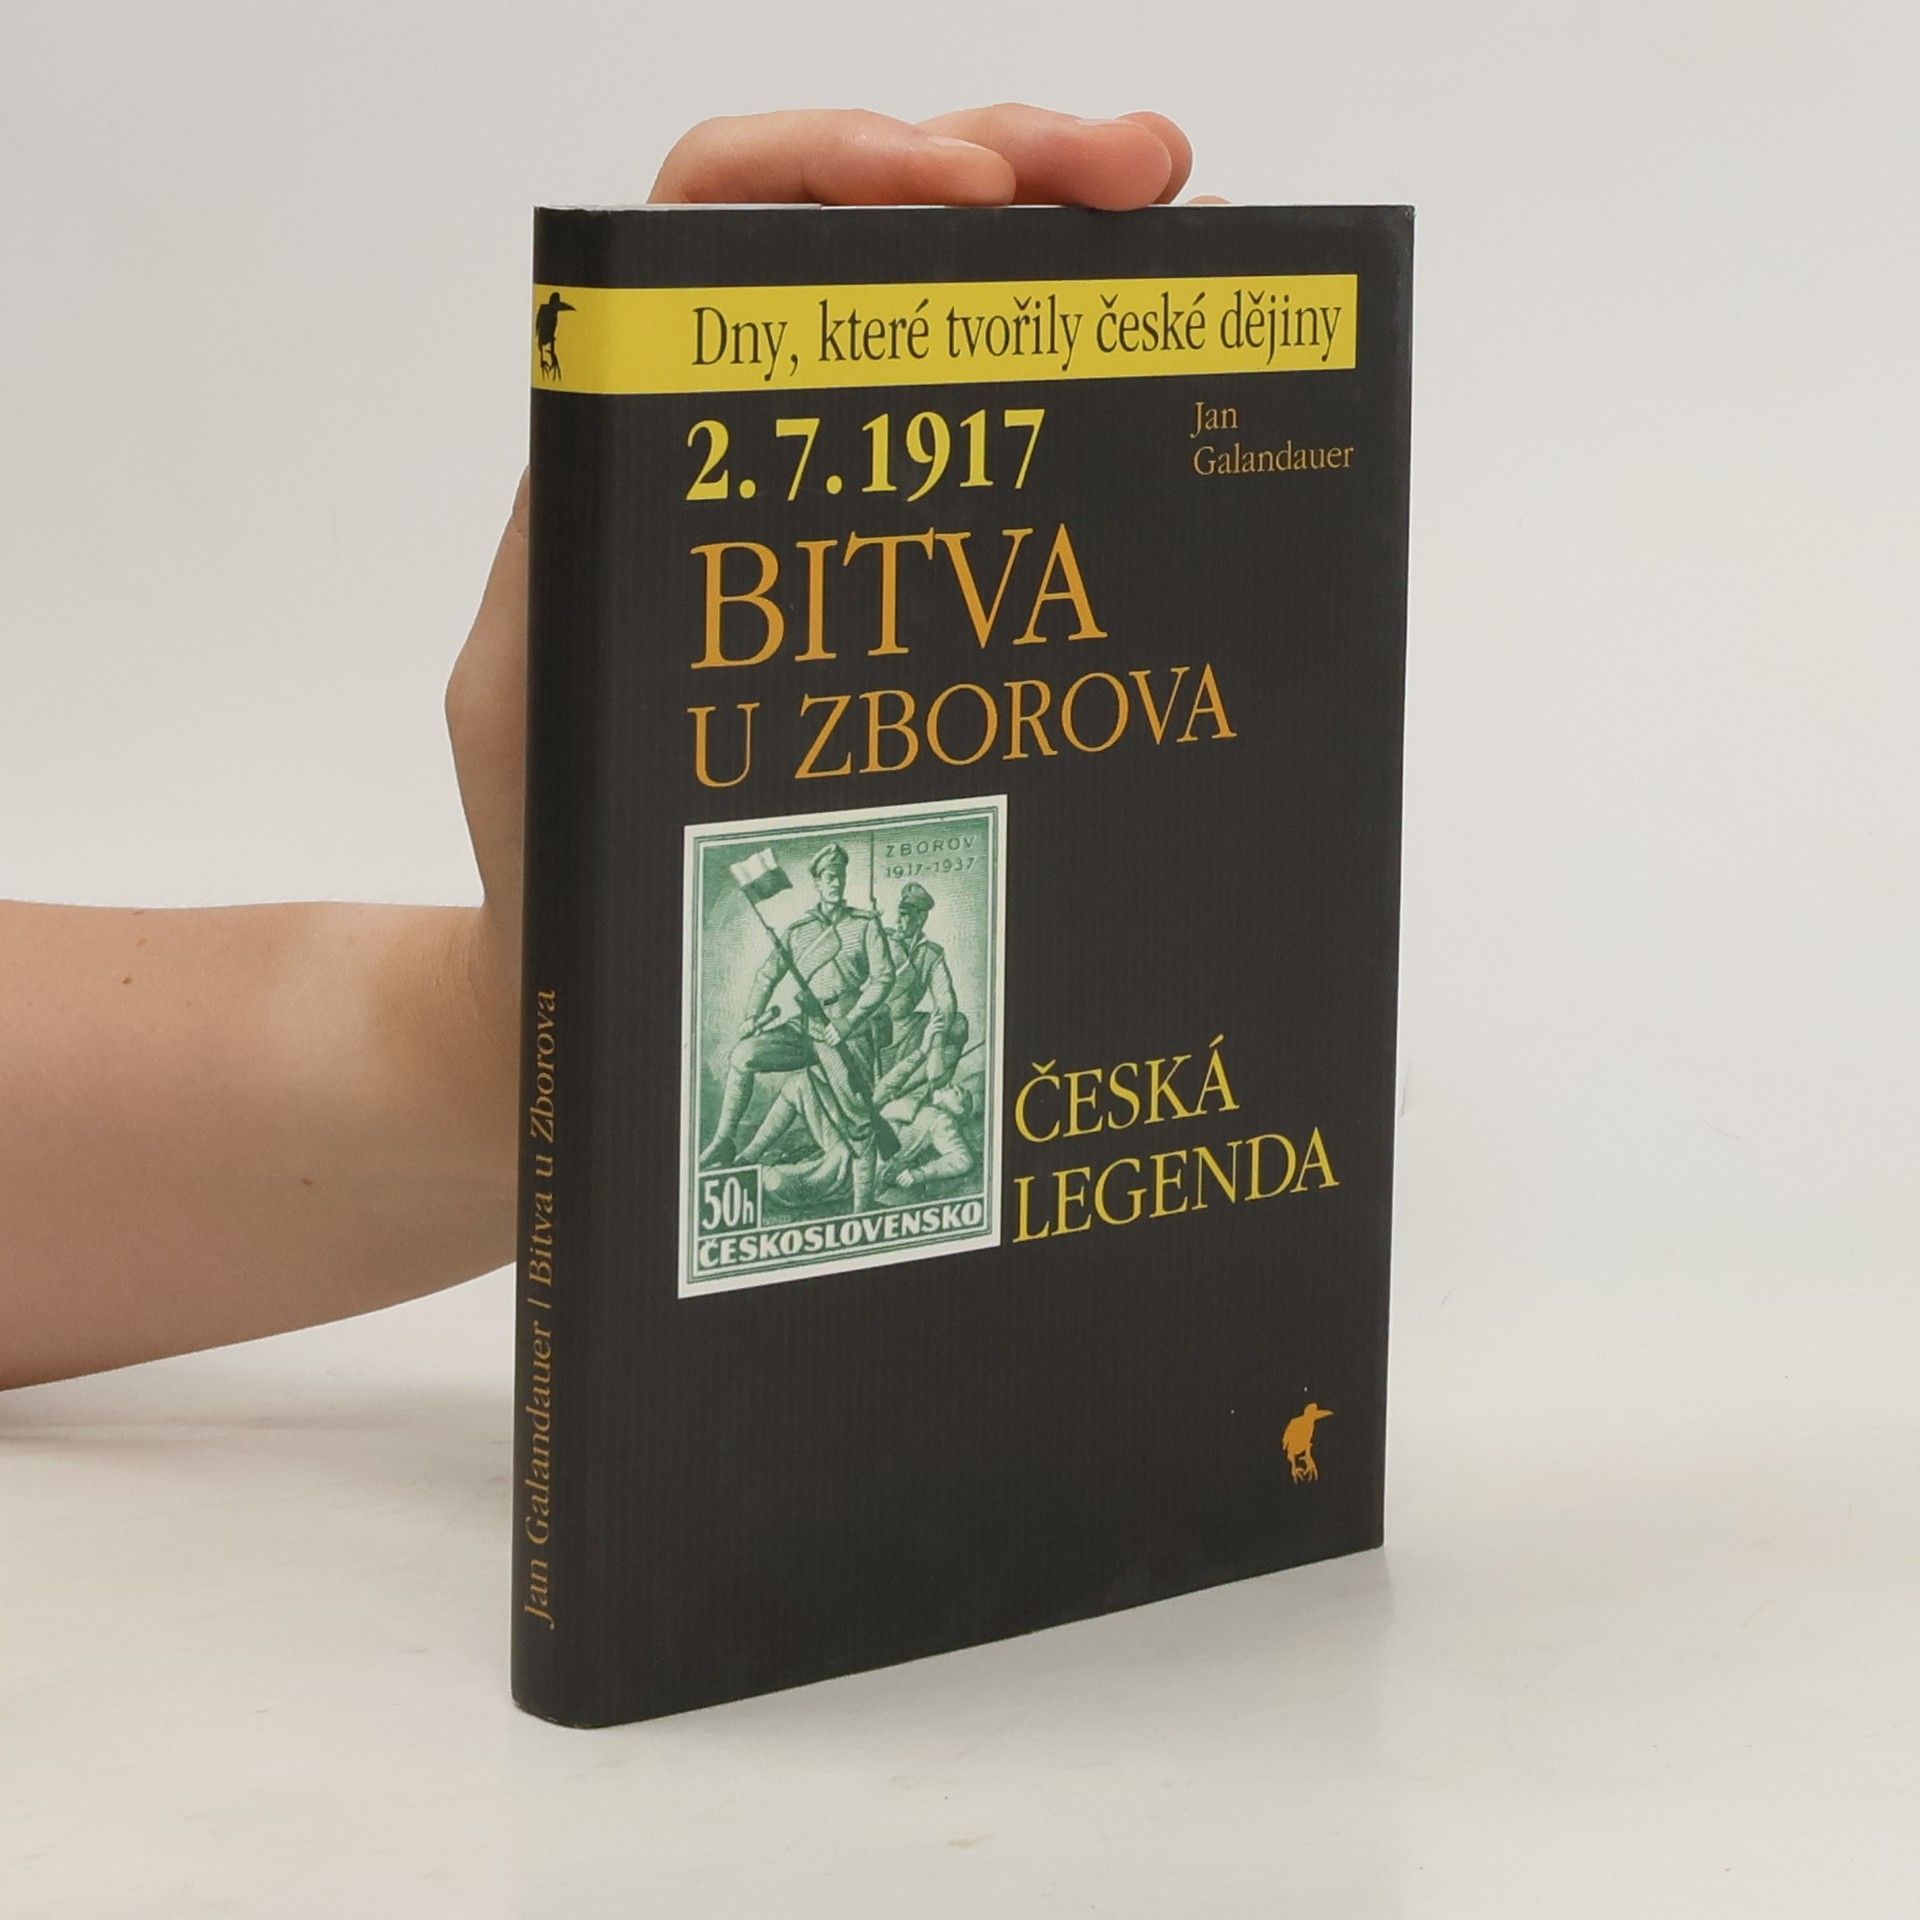 Dny, které tvořily české dějiny
2.7.1917
Jan
Galandauer
BITVA
U ZBOROVA
ZBOROV
1917-1937
50h
ČESKOSLOVENSKO
ČESKÁ
LEGENDA
Jan Galandauer | Bitva u Zborova